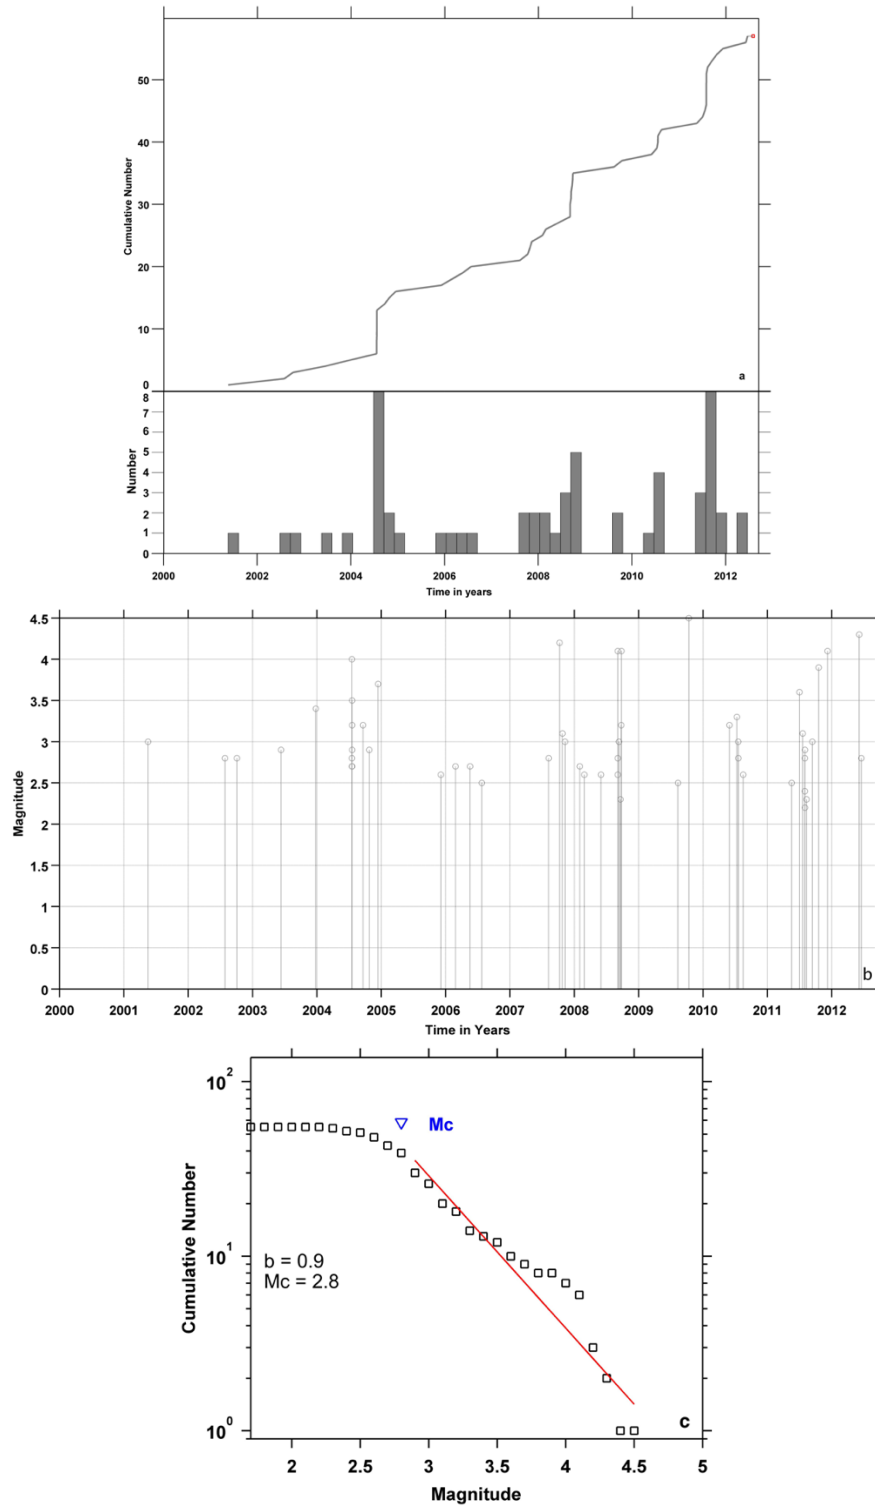 50
40
30
20
10
0
Cumulative Number
a
8
7
6
5
4
3
2
1
0
Number
2000 2002 2004 2006 2008 2010 2012
Time in years
4.5
4
3.5
3
2.5
2
1.5
1
0.5
0
Magnitude
b
2000 2001 2002 2003 2004 2005 2006 2007 2008 2009 2010 2011 2012
Time in Years
10²
10¹
10⁰
Cumulative Number
Mc
b = 0.9
Mc = 2.8
c
2 2.5 3 3.5 4 4.5 5
Magnitude